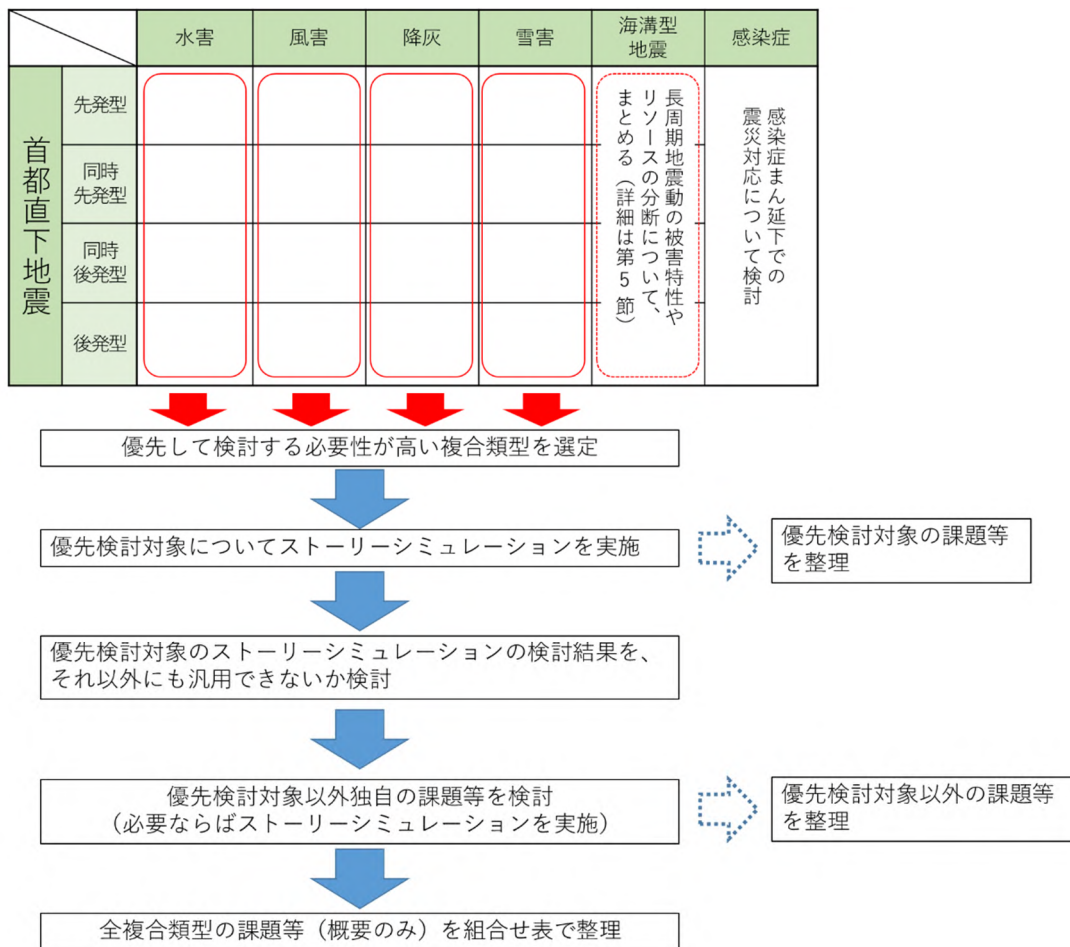 水害
風害
降灰
雪害
海溝型
地震
感染症
首都直下地震
先発型
同時
先発型
同時
後発型
後発型
長周期地震動の被害特性や
リソースの分断について、
まとめる（詳細は第5節）
感染症まん延下での
震災対応について検討
優先して検討する必要性が高い複合類型を選定
優先検討対象についてストーリーシミュレーションを実施
優先検討対象の課題等
を整理
優先検討対象のストーリーシミュレーションの検討結果を、
それ以外にも汎用できないか検討
優先検討対象以外独自の課題等を検討
（必要ならばストーリーシミュレーションを実施）
優先検討対象以外の課題等
を整理
全複合類型の課題等（概要のみ）を組合せ表で整理